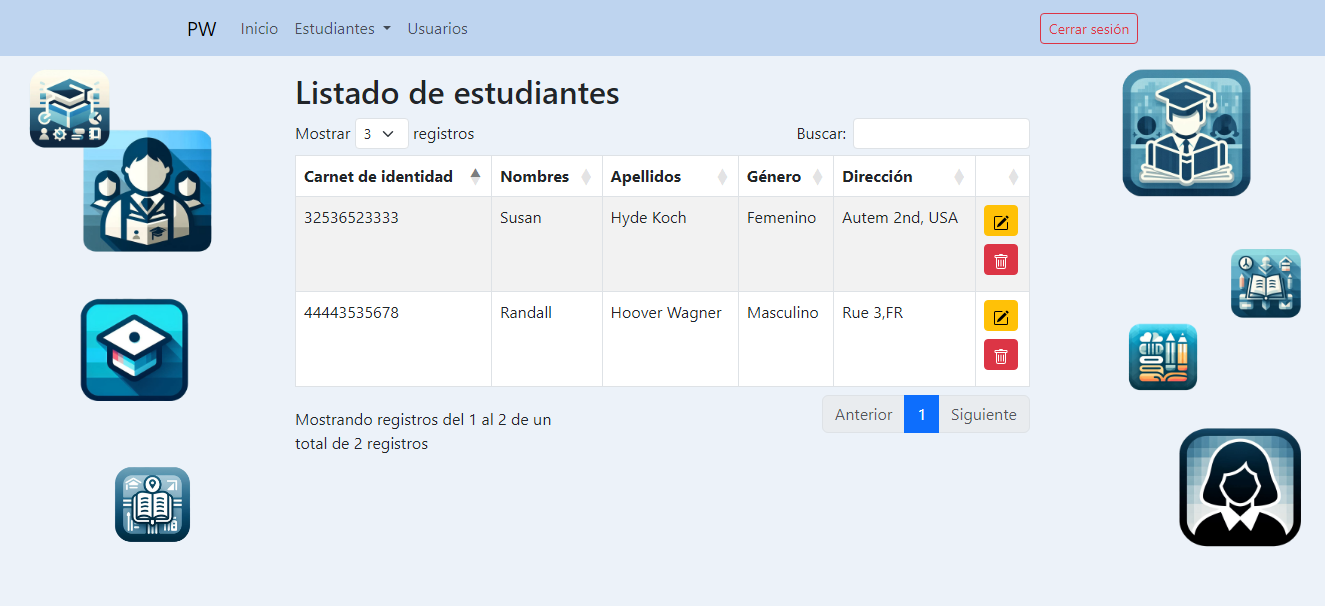 PW Inicio Estudiantes Usuarios Cerrar sesión
Listado de estudiantes
Mostrar 3 registros Buscar:
Carnet de identidad Nombres Apellidos Género Dirección
32536523333 Susan Hyde Koch Femenino Autem 2nd, USA
44443535678 Randall Hoover Wagner Masculino Rue 3,FR
Mostrando registros del 1 al 2 de un
total de 2 registros
Anterior 1 Siguiente